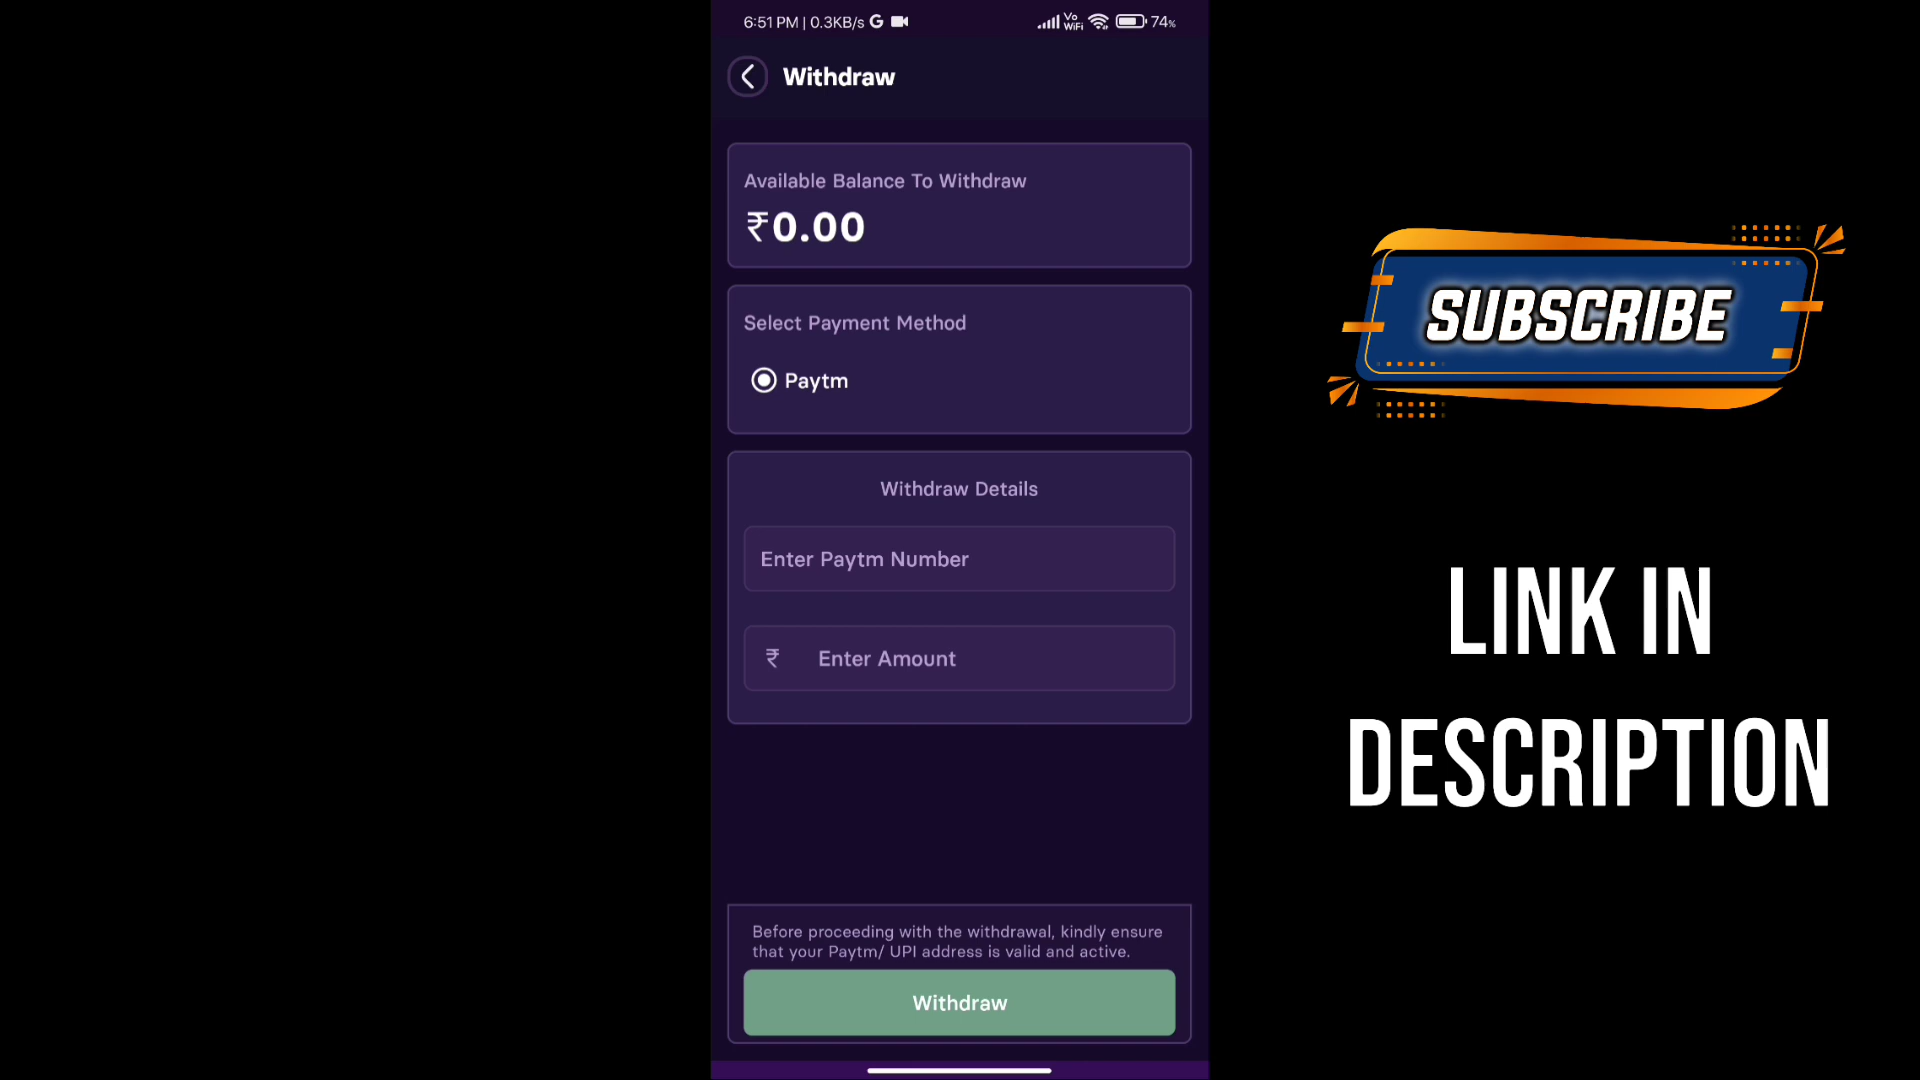 6:51 PM | 0.3KB/s G
Vo WiFi 74%
Withdraw
Available Balance To Withdraw
₹0.00
Select Payment Method
Paytm
Withdraw Details
Enter Paytm Number
₹ Enter Amount
Before proceeding with the withdrawal, kindly ensure
that your Paytm/ UPI address is valid and active.
Withdraw
SUBSCRIBE
LINK IN
DESCRIPTION